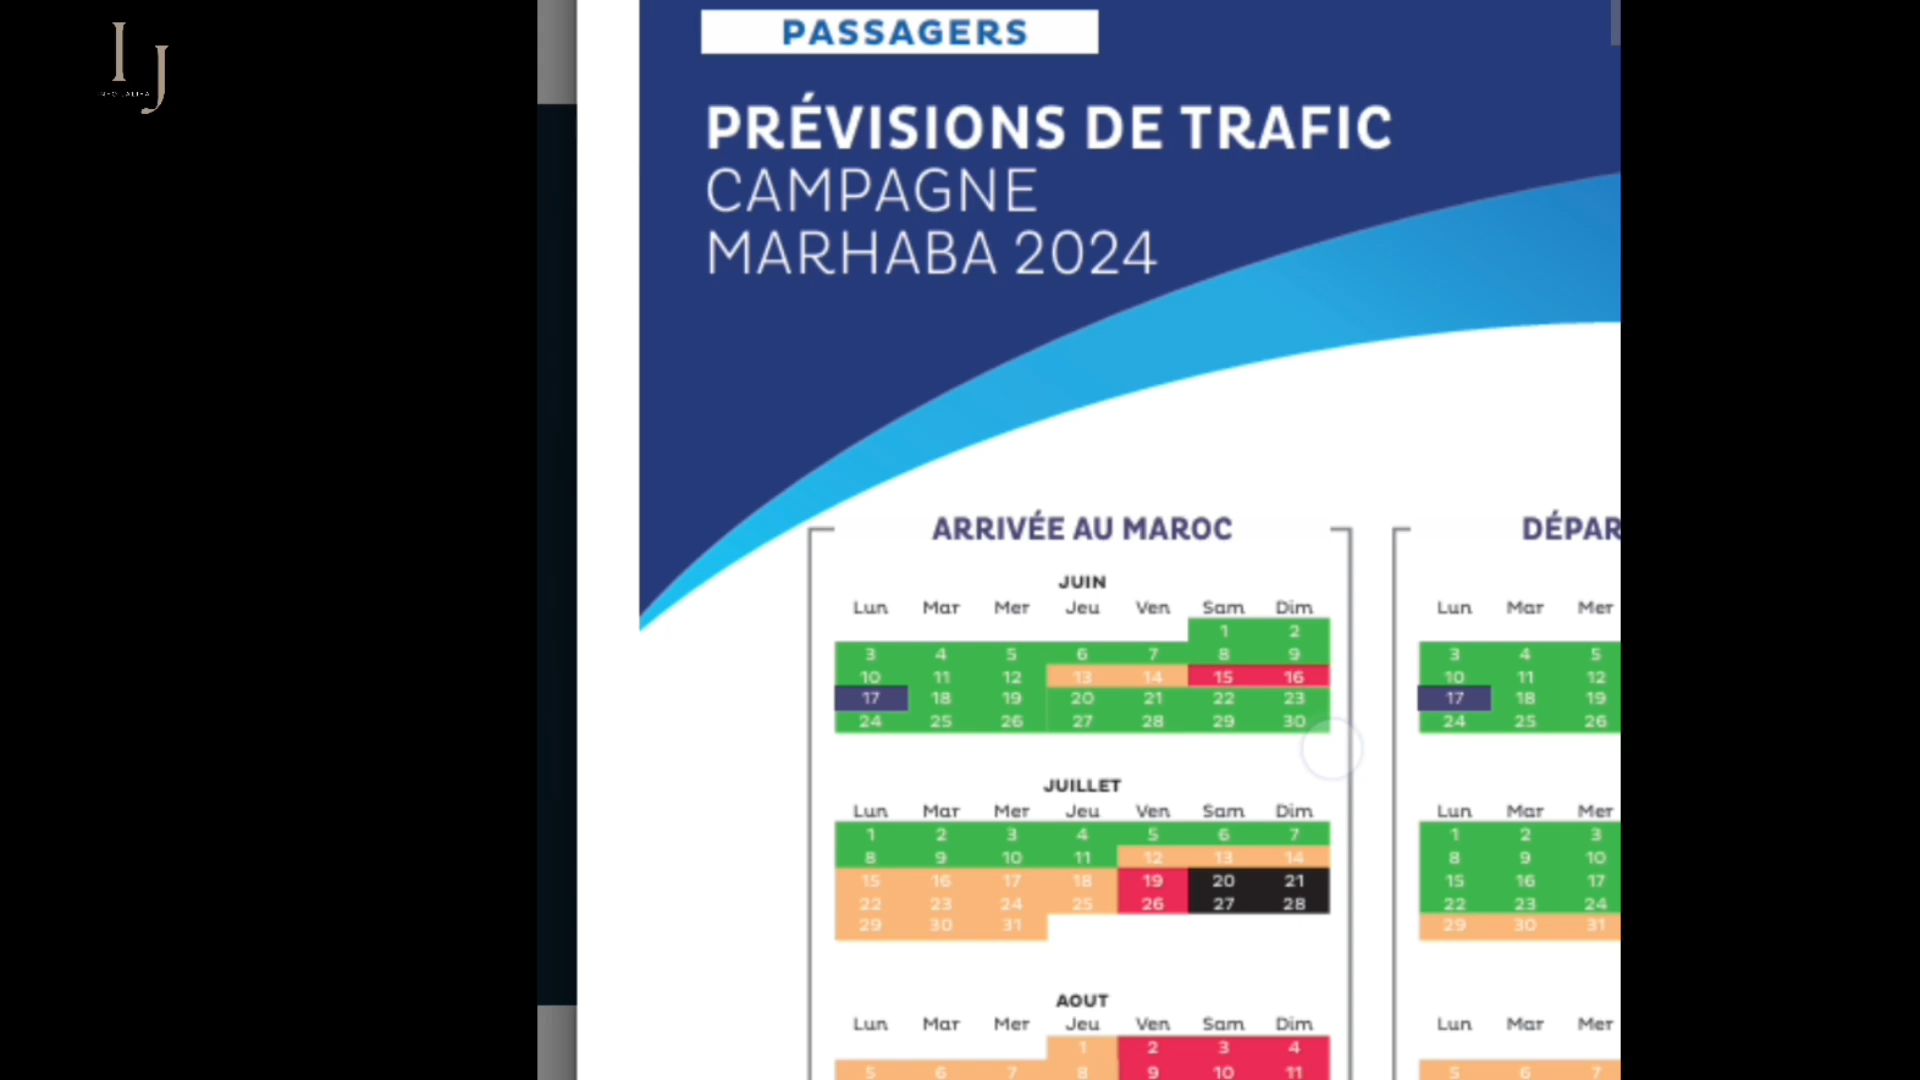 IJ
PASSAGERS
PRÉVISIONS DE TRAFIC
CAMPAGNE
MARHABA 2024
ARRIVÉE AU MAROC
JUIN
Lun Mar Mer Jeu Ven Sam Dim
1 2
3 4 5 6 7 8 9
10 11 12 13 14 15 16
17 18 19 20 21 22 23
24 25 26 27 28 29 30
JUILLET
Lun Mar Mer Jeu Ven Sam Dim
1 2 3 4 5 6 7
8 9 10 11 12 13 14
15 16 17 18 19 20 21
22 23 24 25 26 27 28
29 30 31
AOUT
Lun Mar Mer Jeu Ven Sam Dim
1 2 3 4
5 6 7 8 9 10 11
DÉPAR
Lun Mar Mer
3 4 5
10 11 12
17 18 19
24 25 26
Lun Mar Mer
1 2 3
8 9 10
15 16 17
22 23 24
29 30 31
Lun Mar Mer
5 6 7